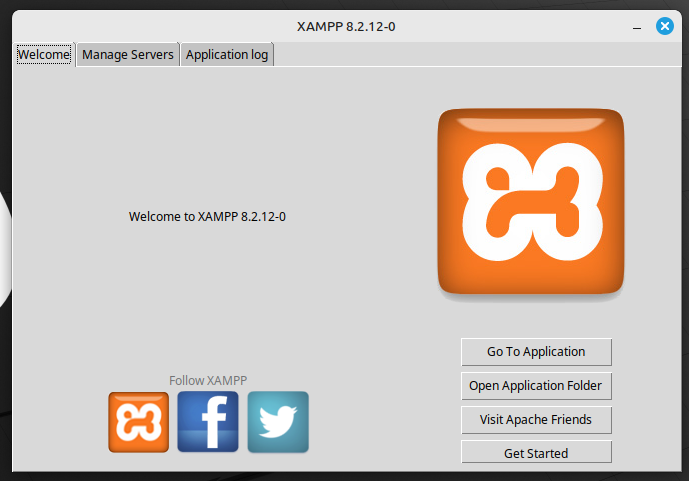 XAMPP 8.2.12-0
Welcome
Manage Servers
Application log
Welcome to XAMPP 8.2.12-0
Follow XAMPP
Go To Application
Open Application Folder
Visit Apache Friends
Get Started